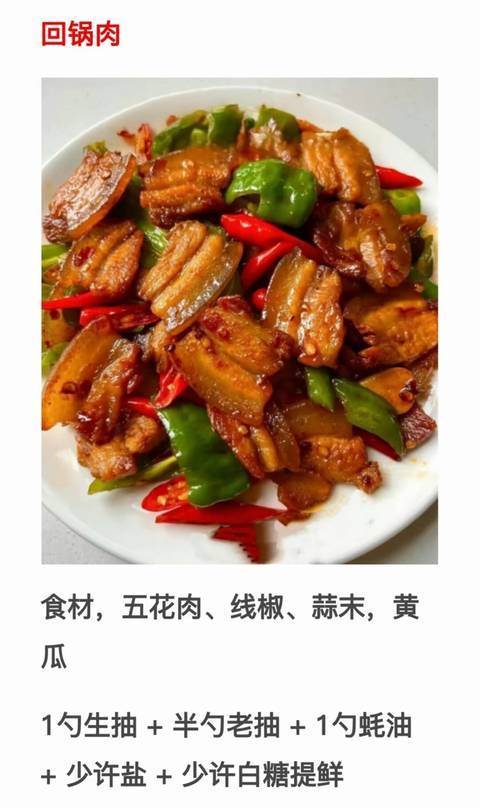 回锅肉
食材，五花肉、线椒、蒜末，黄
瓜
1勺生抽 + 半勺老抽 + 1勺蚝油
+ 少许盐 + 少许白糖提鲜